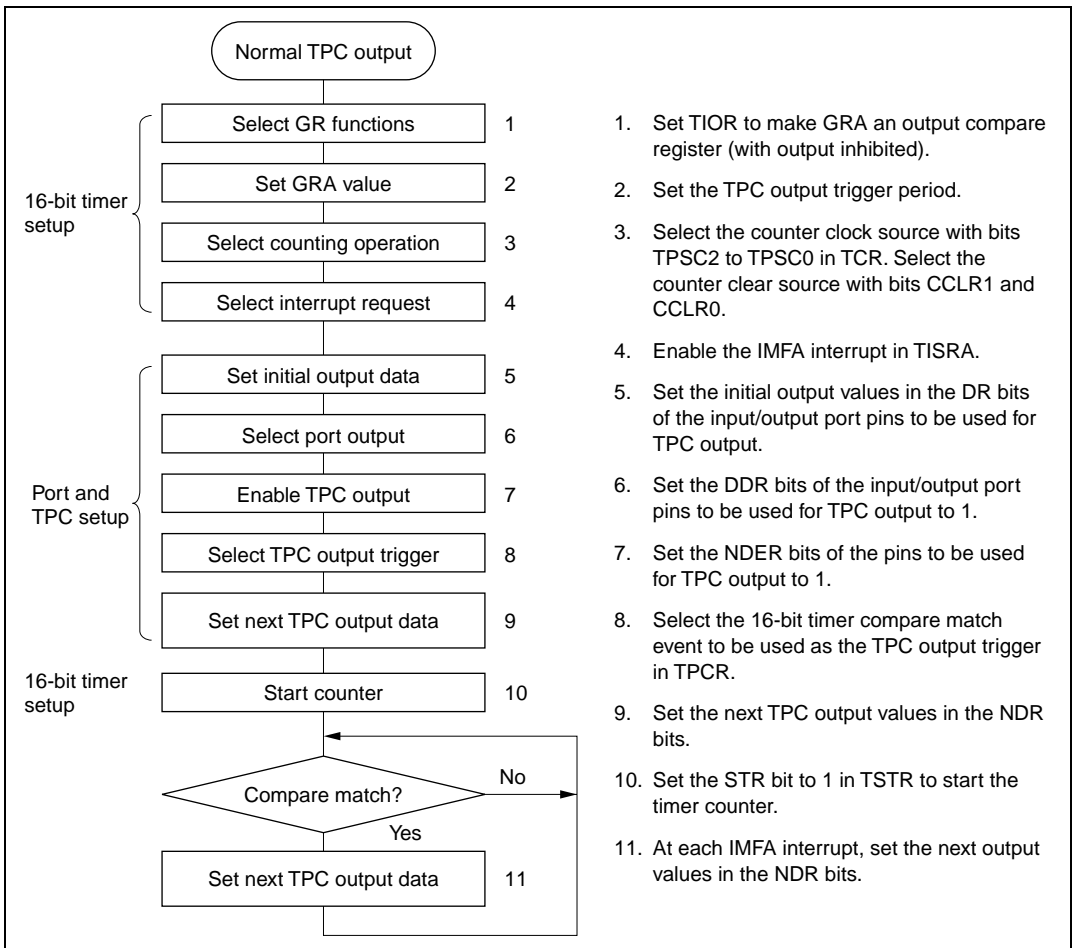 Normal TPC output
16-bit timer
setup
Select GR functions 1
Set GRA value 2
Select counting operation 3
Select interrupt request 4
Port and
TPC setup
Set initial output data 5
Select port output 6
Enable TPC output 7
Select TPC output trigger 8
Set next TPC output data 9
16-bit timer
setup
Start counter 10
Compare match?
No
Yes
Set next TPC output data 11
1. Set TIOR to make GRA an output compare
register (with output inhibited).
2. Set the TPC output trigger period.
3. Select the counter clock source with bits
TPSC2 to TPSC0 in TCR. Select the
counter clear source with bits CCLR1 and
CCLR0.
4. Enable the IMFA interrupt in TISRA.
5. Set the initial output values in the DR bits
of the input/output port pins to be used for
TPC output.
6. Set the DDR bits of the input/output port
pins to be used for TPC output to 1.
7. Set the NDER bits of the pins to be used
for TPC output to 1.
8. Select the 16-bit timer compare match
event to be used as the TPC output trigger
in TPCR.
9. Set the next TPC output values in the NDR
bits.
10. Set the STR bit to 1 in TSTR to start the
timer counter.
11. At each IMFA interrupt, set the next output
values in the NDR bits.